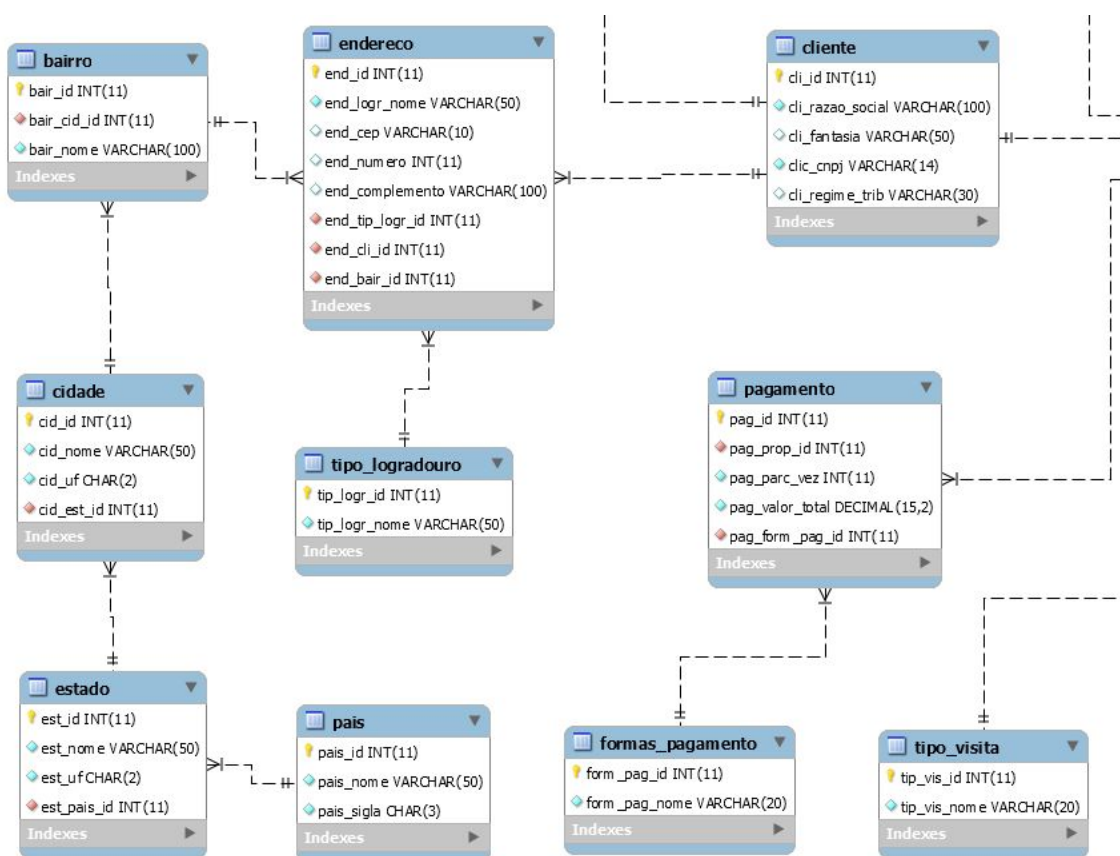 bairro
bair_id INT(11)
bair_cid_id INT(11)
bair_nome VARCHAR(100)
Indexes
endereco
end_id INT(11)
end_logr_nome VARCHAR(50)
end_cep VARCHAR(10)
end_numero INT(11)
end_complemento VARCHAR(100)
end_tip_logr_id INT(11)
end_cli_id INT(11)
end_bair_id INT(11)
Indexes
cliente
cli_id INT(11)
cli_razao_social VARCHAR(100)
cli_fantasia VARCHAR(50)
clic_cnpj VARCHAR(14)
cli_regime_trib VARCHAR(30)
Indexes
cidade
cid_id INT(11)
cid_nome VARCHAR(50)
cid_uf CHAR(2)
cid_est_id INT(11)
Indexes
tipo_logradouro
tip_logr_id INT(11)
tip_logr_nome VARCHAR(50)
Indexes
pagamento
pag_id INT(11)
pag_prop_id INT(11)
pag_parc_vez INT(11)
pag_valor_total DECIMAL(15,2)
pag_form_pag_id INT(11)
Indexes
estado
est_id INT(11)
est_nome VARCHAR(50)
est_uf CHAR(2)
est_pais_id INT(11)
Indexes
pais
pais_id INT(11)
pais_nome VARCHAR(50)
pais_sigla CHAR(3)
Indexes
formas_pagamento
form_pag_id INT(11)
form_pag_nome VARCHAR(20)
Indexes
tipo_visita
tip_vis_id INT(11)
tip_vis_nome VARCHAR(20)
Indexes